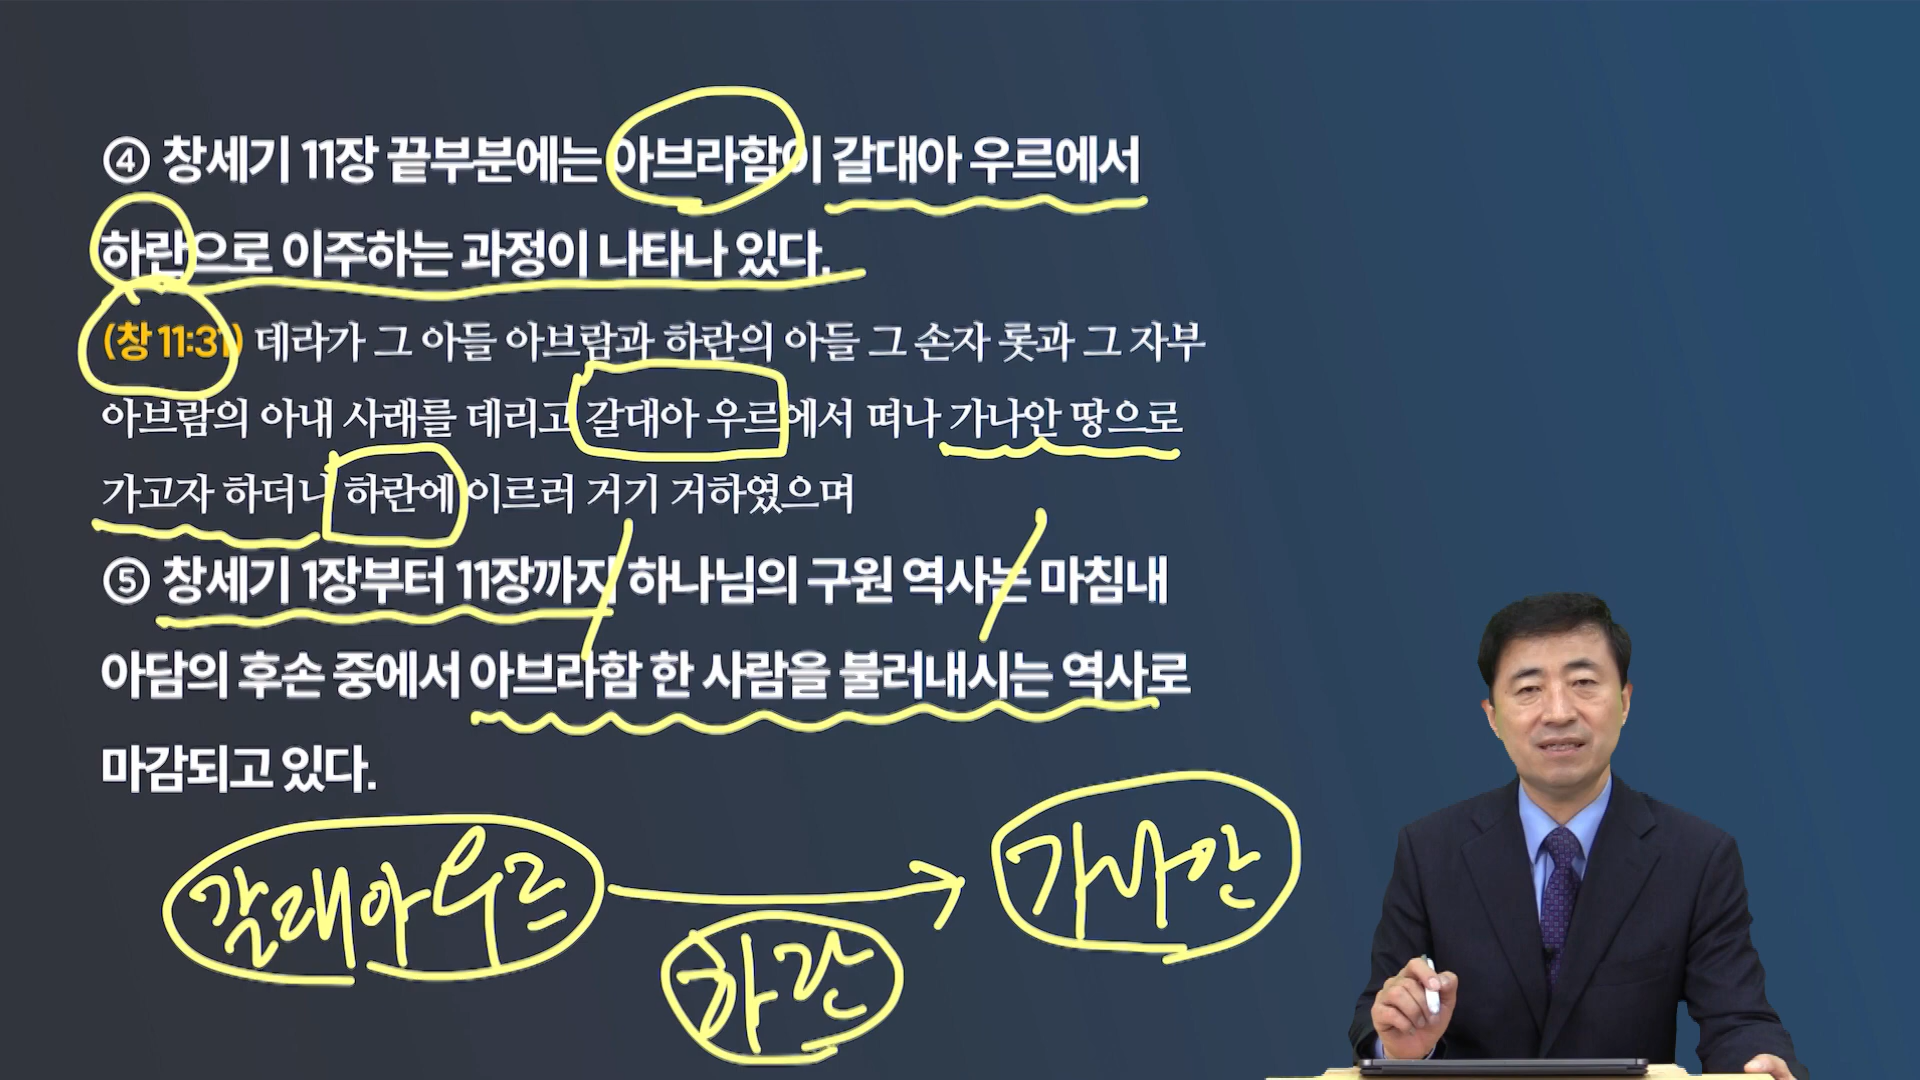 ④ 창세기 11장 끝부분에는 아브라함이 갈대아 우르에서
하란으로 이주하는 과정이 나타나 있다.
(창 11:31) 데라가 그 아들 아브람과 하란의 아들 그 손자 롯과 그 자부
아브람의 아내 사래를 데리고 갈대아 우르에서 떠나 가나안 땅으로
가고자 하더니 하란에 이르러 거기 거하였으며
⑤ 창세기 1장부터 11장까지 하나님의 구원 역사는 마침내
아담의 후손 중에서 아브라함 한 사람을 불러내시는 역사로
마감되고 있다.
갈대아우르
하란
가나안